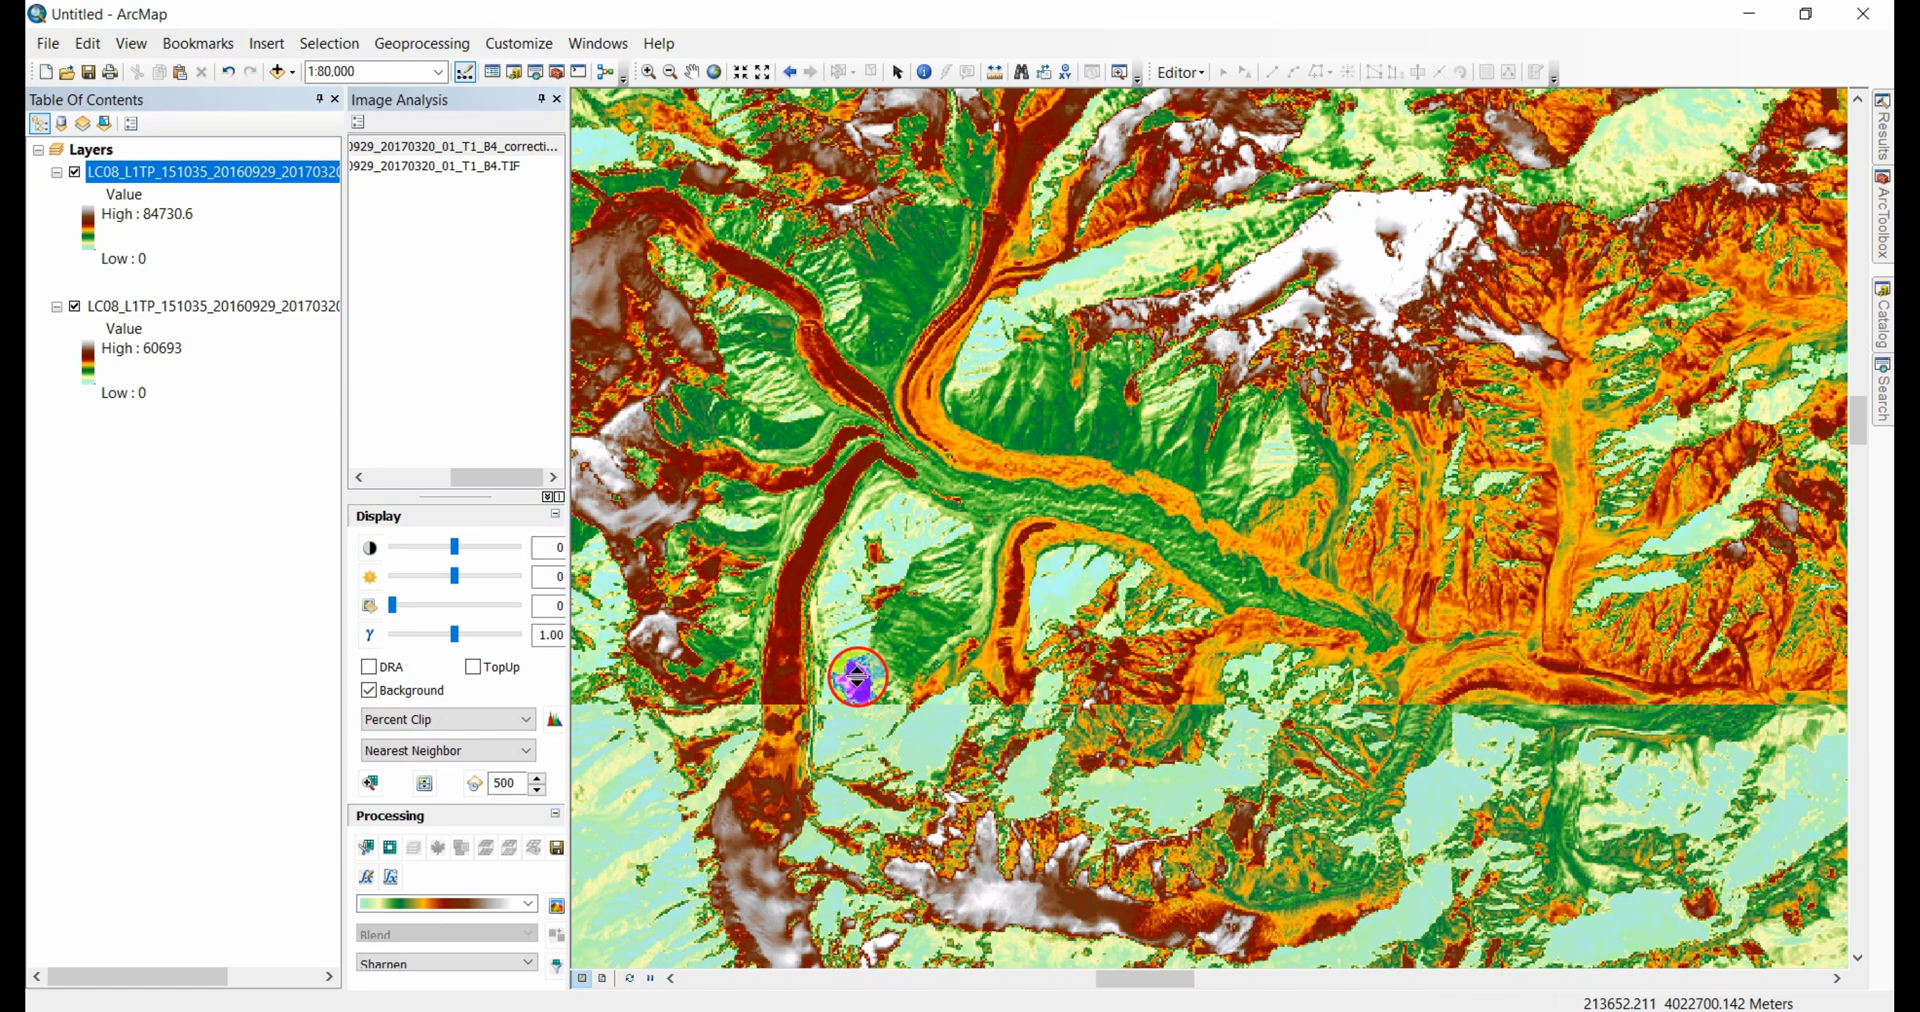 Untitled - ArcMap
File Edit View Bookmarks Insert Selection Geoprocessing Customize Windows Help
1:80,000
Editor
Table Of Contents
Image Analysis
Layers
LC08_L1TP_151035_20160929_2017032
Value
High : 84730.6
Low : 0
LC08_L1TP_151035_20160929_2017032
Value
High : 60693
Low : 0
0929_20170320_01_T1_B4_correcti...
0929_20170320_01_T1_B4.TIF
Display
0
0
0
γ 1.00
DRA TopUp
Background
Percent Clip
Nearest Neighbor
500
Processing
Blend
Sharpen
Results
ArcToolbox
Catalog
Search
213652.211 4022700.142 Meters